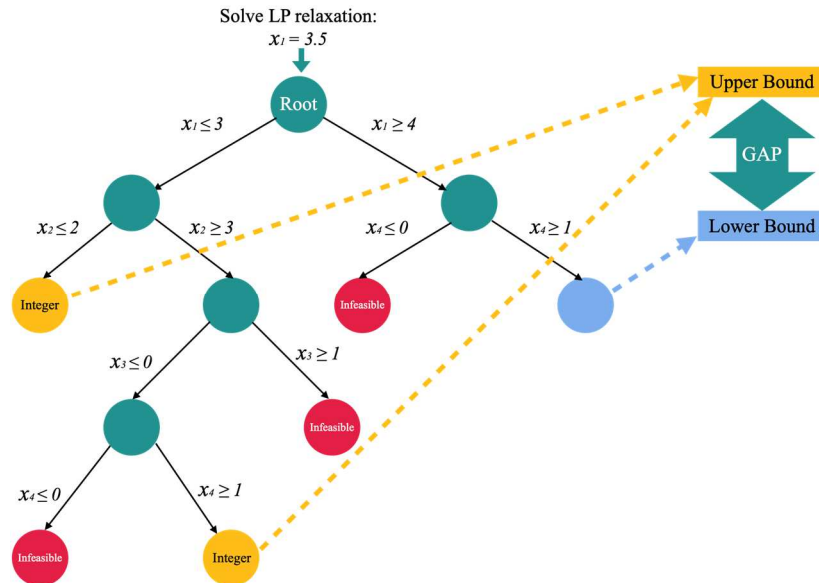 Solve LP relaxation:
x₁ = 3.5
Root
Upper Bound
x₁ ≤ 3
x₁ ≥ 4
GAP
x₂ ≤ 2
x₂ ≥ 3
x₄ ≤ 0
x₄ ≥ 1
Lower Bound
Integer
Infeasible
x₃ ≤ 0
x₃ ≥ 1
Infeasible
x₄ ≤ 0
x₄ ≥ 1
Infeasible
Integer